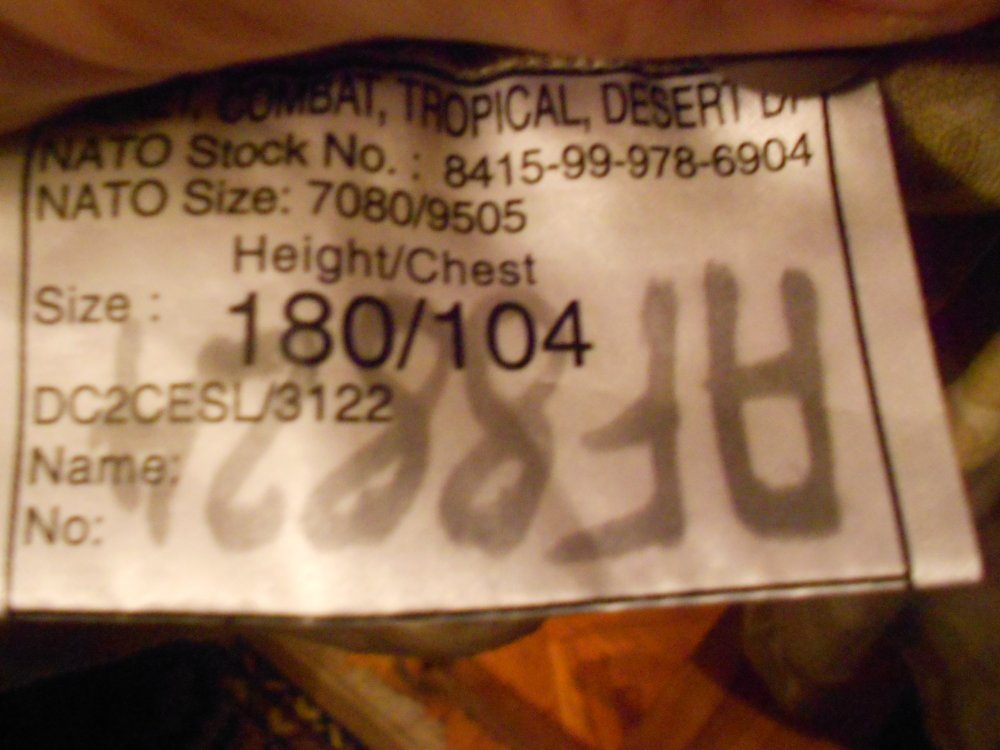 COMBAT, TROPICAL, DESERT DP
NATO Stock No. : 8415-99-978-6904
NATO Size: 7080/9505
Height/Chest
Size : 180/104
DC2CESL/3122
Name:
No: